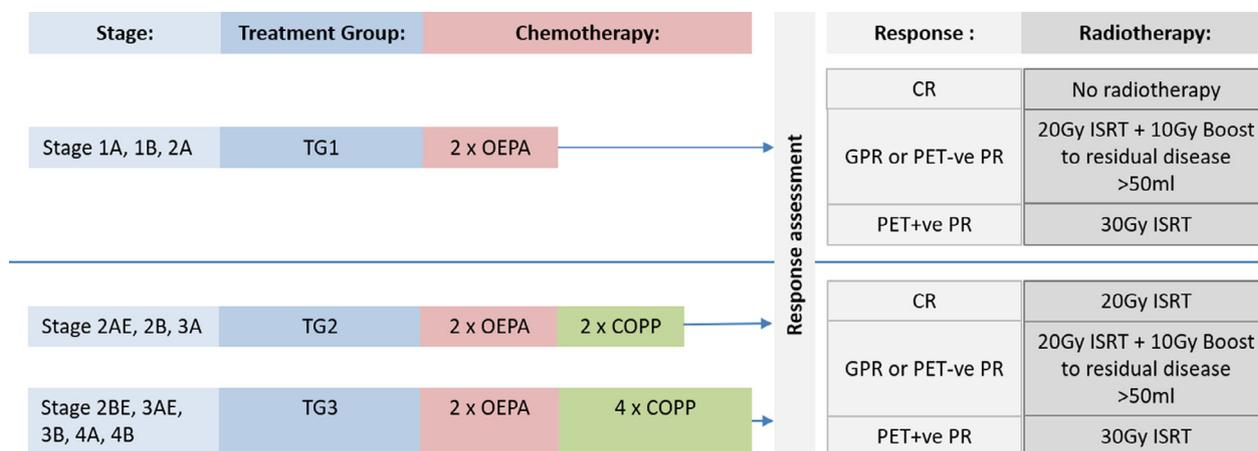 Stage:
Treatment Group:
Chemotherapy:
Response :
Radiotherapy:
Stage 1A, 1B, 2A
TG1
2 x OEPA
Response assessment
CR
No radiotherapy
GPR or PET-ve PR
20Gy ISRT + 10Gy Boost
to residual disease
>50ml
PET+ve PR
30Gy ISRT
Stage 2AE, 2B, 3A
TG2
2 x OEPA
2 x COPP
Stage 2BE, 3AE,
3B, 4A, 4B
TG3
2 x OEPA
4 x COPP
CR
20Gy ISRT
GPR or PET-ve PR
20Gy ISRT + 10Gy Boost
to residual disease
>50ml
PET+ve PR
30Gy ISRT